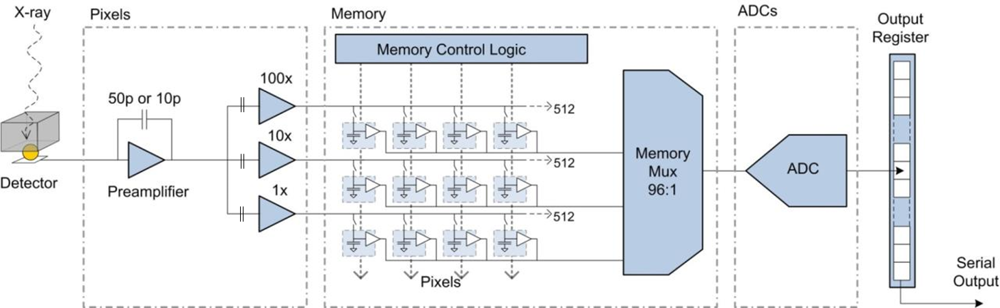 X-ray
Pixels
Memory
ADCs
Output
Register
Memory Control Logic
100x
50p or 10p
512
10x
512
Detector
Preamplifier
1x
512
Memory
Mux
96:1
ADC
Pixels
Serial
Output